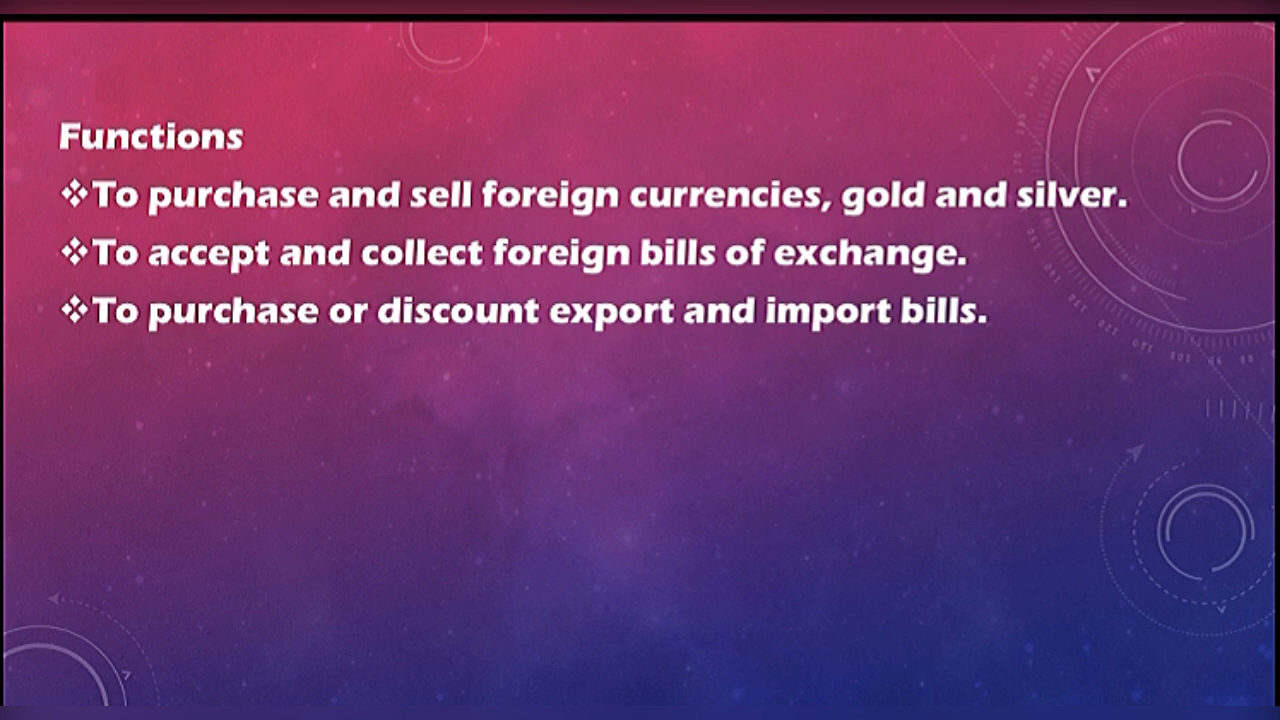 Functions
❖To purchase and sell foreign currencies, gold and silver.
❖To accept and collect foreign bills of exchange.
❖To purchase or discount export and import bills.